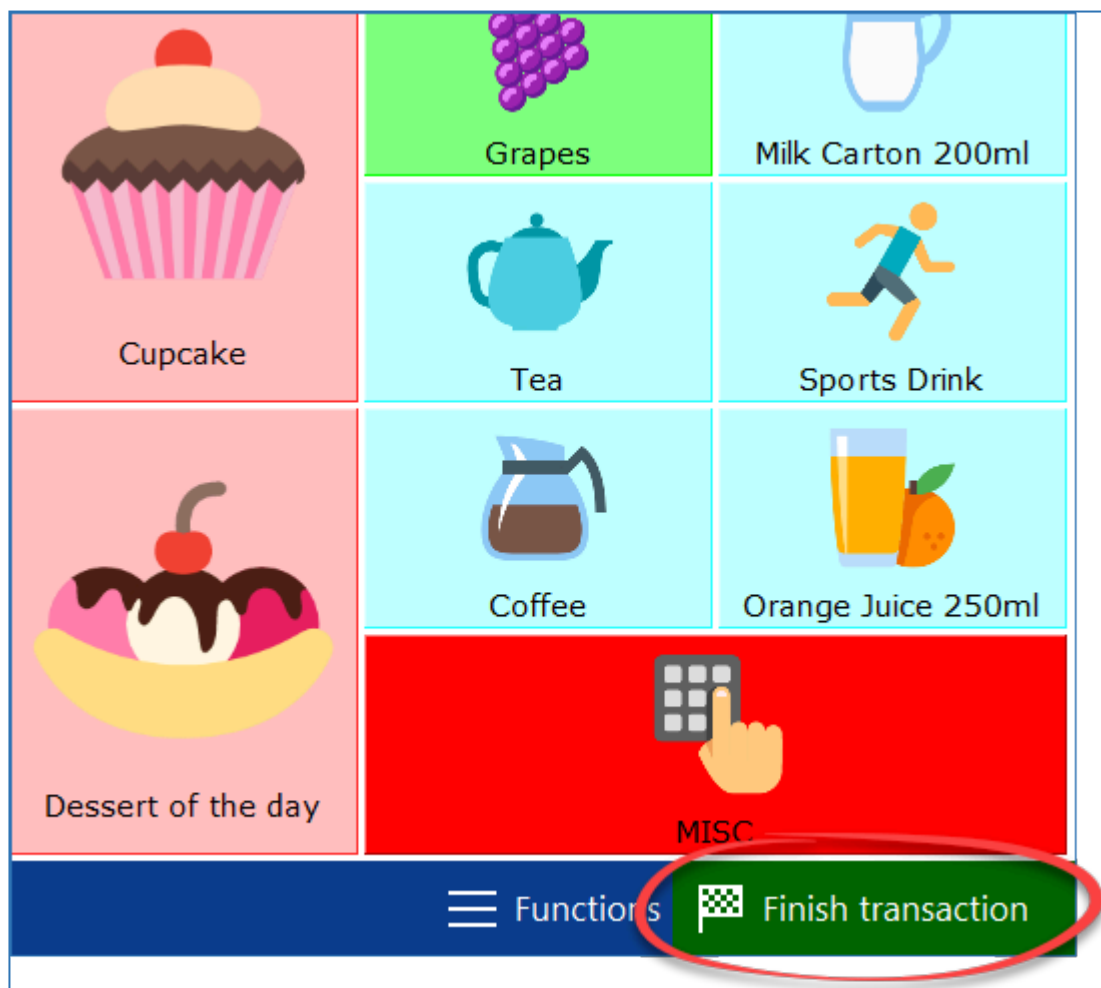 Grapes
Milk Carton 200ml
Cupcake
Tea
Sports Drink
Coffee
Orange Juice 250ml
Dessert of the day
MISC
Functions
Finish transaction